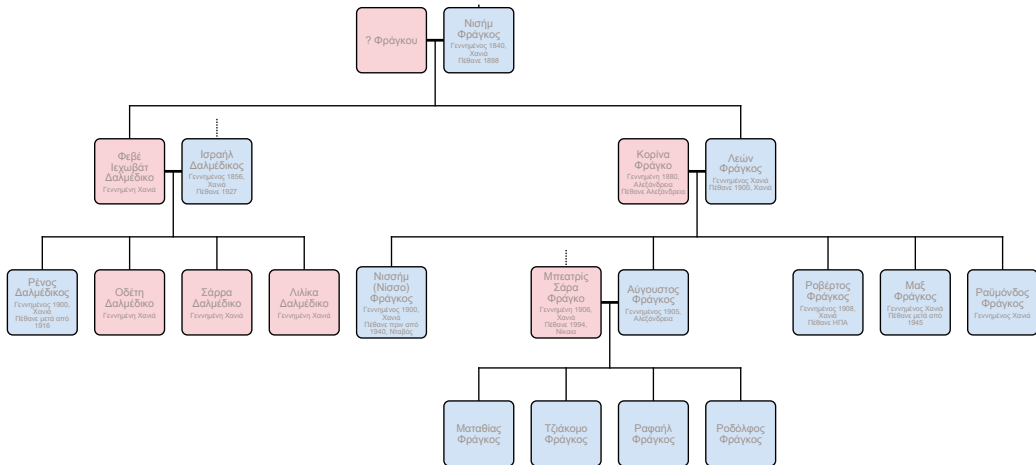 ? Φράγκου
Νισήμ
Φράγκος
Γεννημένος 1840,
Χανιά
Πέθανε 1898
Φεβέ
Ιεχωβάτ
Δαλμέδικο
Γεννημένη Χανιά
Ισραήλ
Δαλμέδικος
Γεννημένος 1856,
Χανιά
Πέθανε 1927
Κορίνα
Φράγκο
Γεννημένη 1880,
Αλεξάνδρεια
Πέθανε Αλεξάνδρεια
Λεών
Φράγκος
Γεννημένος Χανιά
Πέθανε 1900, Χανιά
Ρένος
Δαλμέδικος
Γεννημένος 1900,
Χανιά
Πέθανε μετά από
1916
Οδέτη
Δαλμέδικο
Γεννημένη Χανιά
Σάρρα
Δαλμέδικο
Γεννημένη Χανιά
Λιλίκα
Δαλμέδικο
Γεννημένη Χανιά
Νισσήμ
(Νίσσο)
Φράγκος
Γεννημένος 1900,
Χανιά
Πέθανε πριν από
1940, Νταβάς
Μπεατρίς
Σάρα
Φράγκο
Γεννημένη 1906,
Χανιά
Πέθανε 1994,
Νίκαια
Αύγουστος
Φράγκος
Γεννημένος 1905,
Αλεξάνδρεια
Ροβέρτος
Φράγκος
Γεννημένος 1908,
Χανιά
Πέθανε ΗΠΑ
Μαξ
Φράγκος
Γεννημένος Χανιά
Πέθανε μετά από
1945
Ραϋμόνδος
Φράγκος
Γεννημένος Χανιά
Ματαθίας
Φράγκος
Τζιάκομο
Φράγκος
Ραφαήλ
Φράγκος
Ροδόλφος
Φράγκος